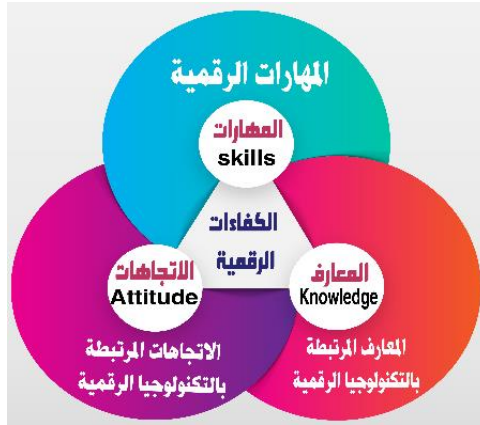 المهارات الرقمية
المهارات
skills
الكفاءات
الرقمية
المعارف
Knowledge
الاتجاهات
Attitude
المعارف المرتبطة
بالتكنولوجيا الرقمية
الاتجاهات المرتبطة
بالتكنولوجيا الرقمية